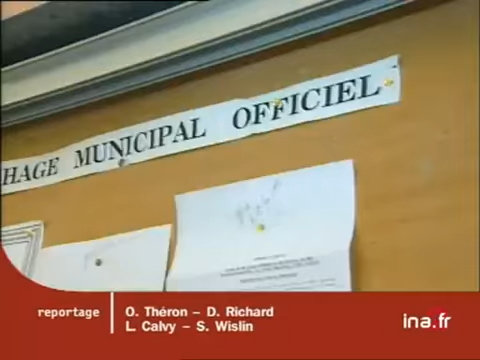 HAGE MUNICIPAL OFFICIEL
reportage
O. Théron – D. Richard
L. Calvy – S. Wislin
ina.fr